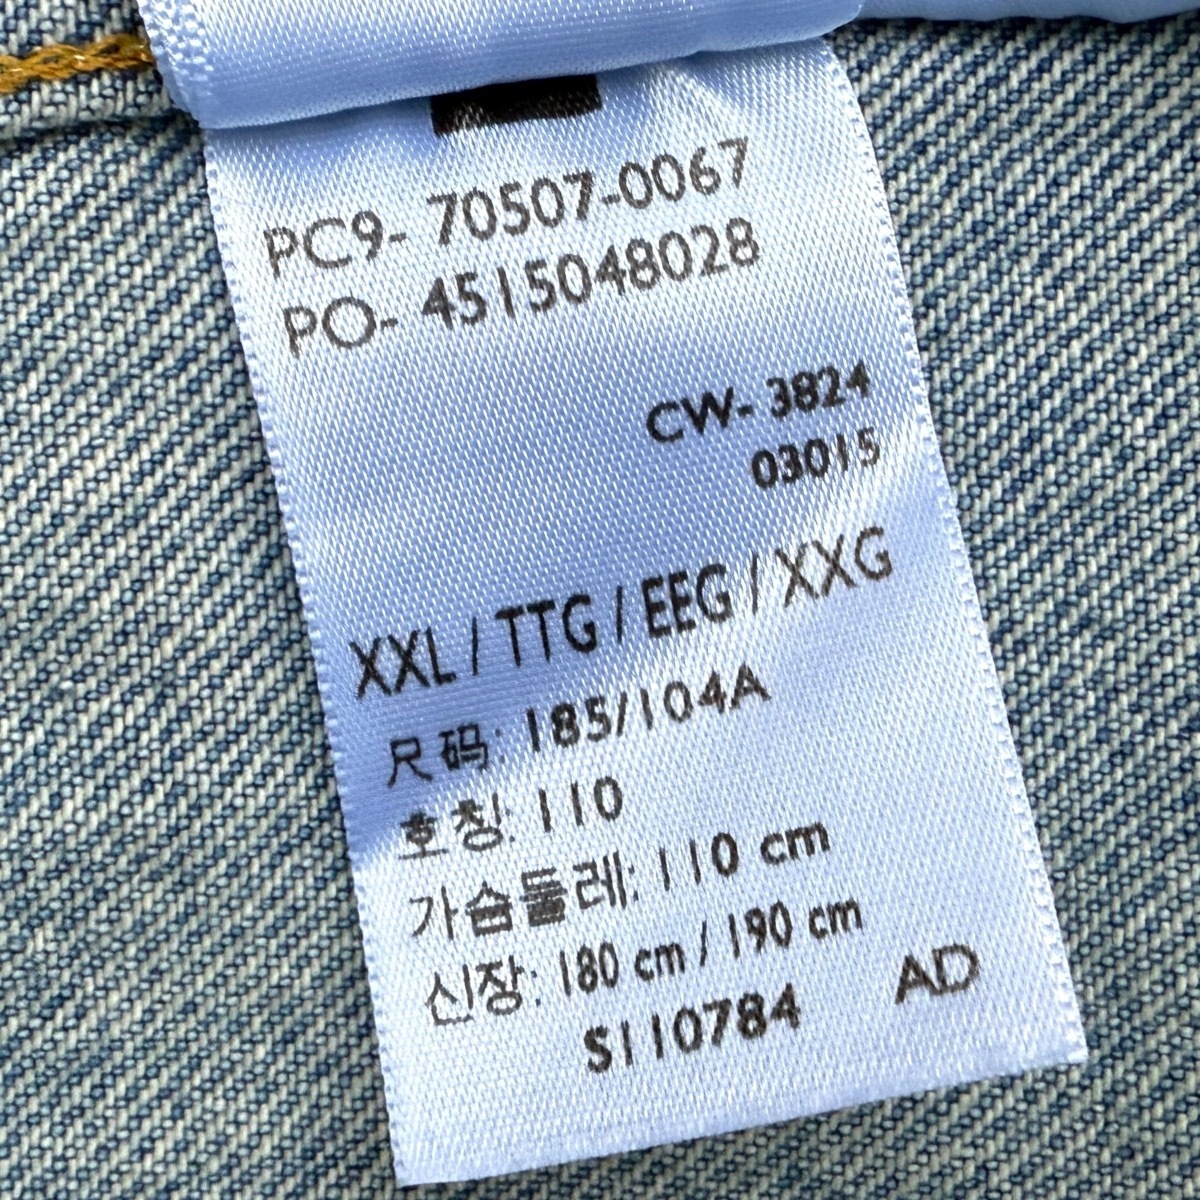 PC9- 70507-0067
PO- 4515048028
CW- 3824
03015
XXL / TTG / EEG / XXG
尺码: 185/104A
호칭: 110
가슴둘레: 110 cm
신장: 180 cm / 190 cm
S110784 AD